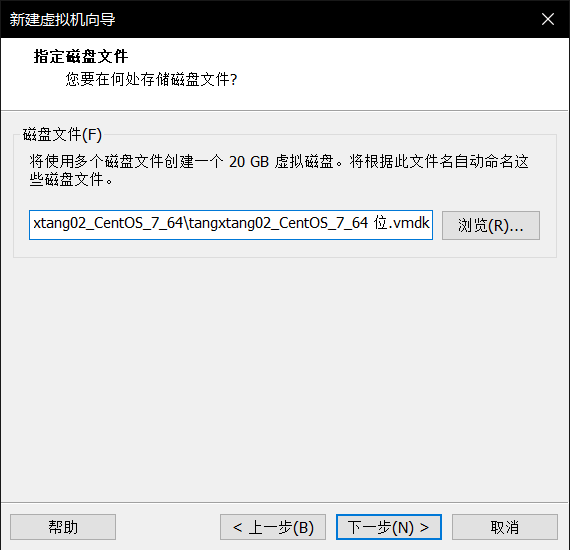 新建虚拟机向导
指定磁盘文件
您要在何处存储磁盘文件?
磁盘文件(F)
将使用多个磁盘文件创建一个 20 GB 虚拟磁盘。将根据此文件名自动命名这
些磁盘文件。
xtang02_CentOS_7_64\tangxtang02_CentOS_7_64 位.vmdk
浏览(R)...
帮助
< 上一步(B)
下一步(N) >
取消